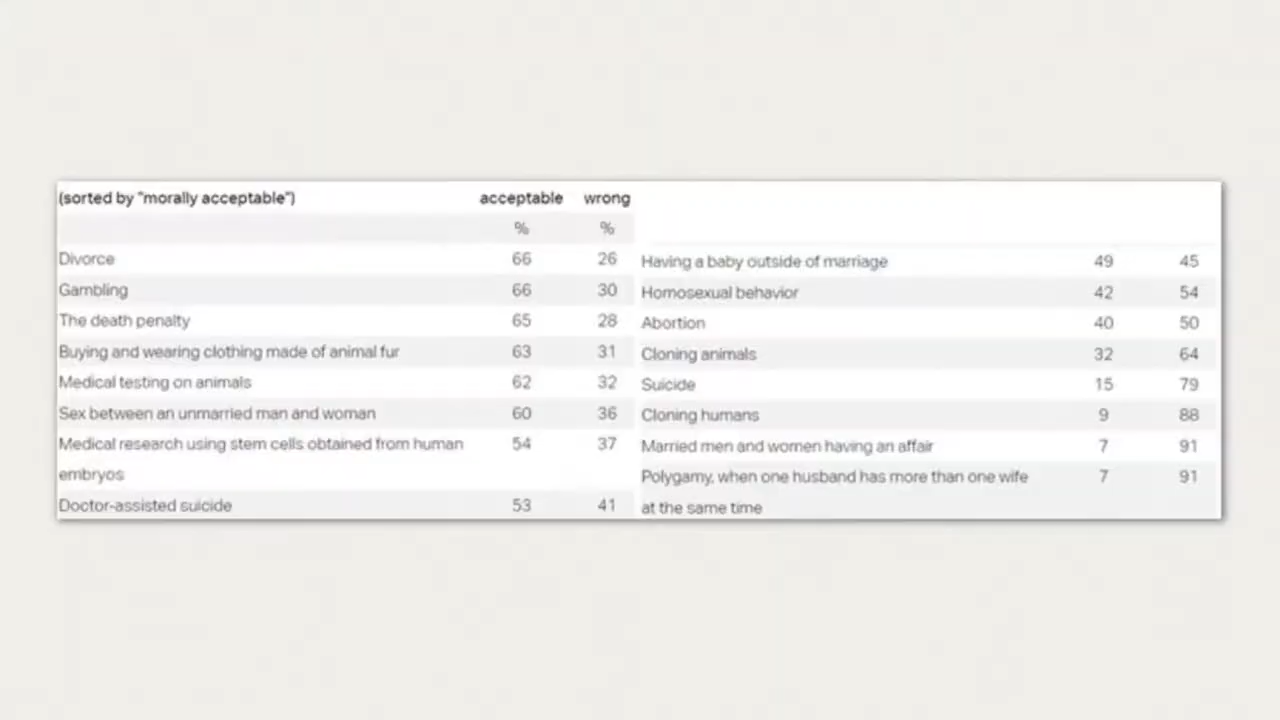 (sorted by "morally acceptable") acceptable wrong
% %
Divorce 66 26
Gambling 66 30
The death penalty 65 28
Buying and wearing clothing made of animal fur 63 31
Medical testing on animals 62 32
Sex between an unmarried man and woman 60 36
Medical research using stem cells obtained from human 54 37
embryos
Doctor-assisted suicide 53 41
Having a baby outside of marriage 49 45
Homosexual behavior 42 54
Abortion 40 50
Cloning animals 32 64
Suicide 15 79
Cloning humans 9 88
Married men and women having an affair 7 91
Polygamy, when one husband has more than one wife 7 91
at the same time